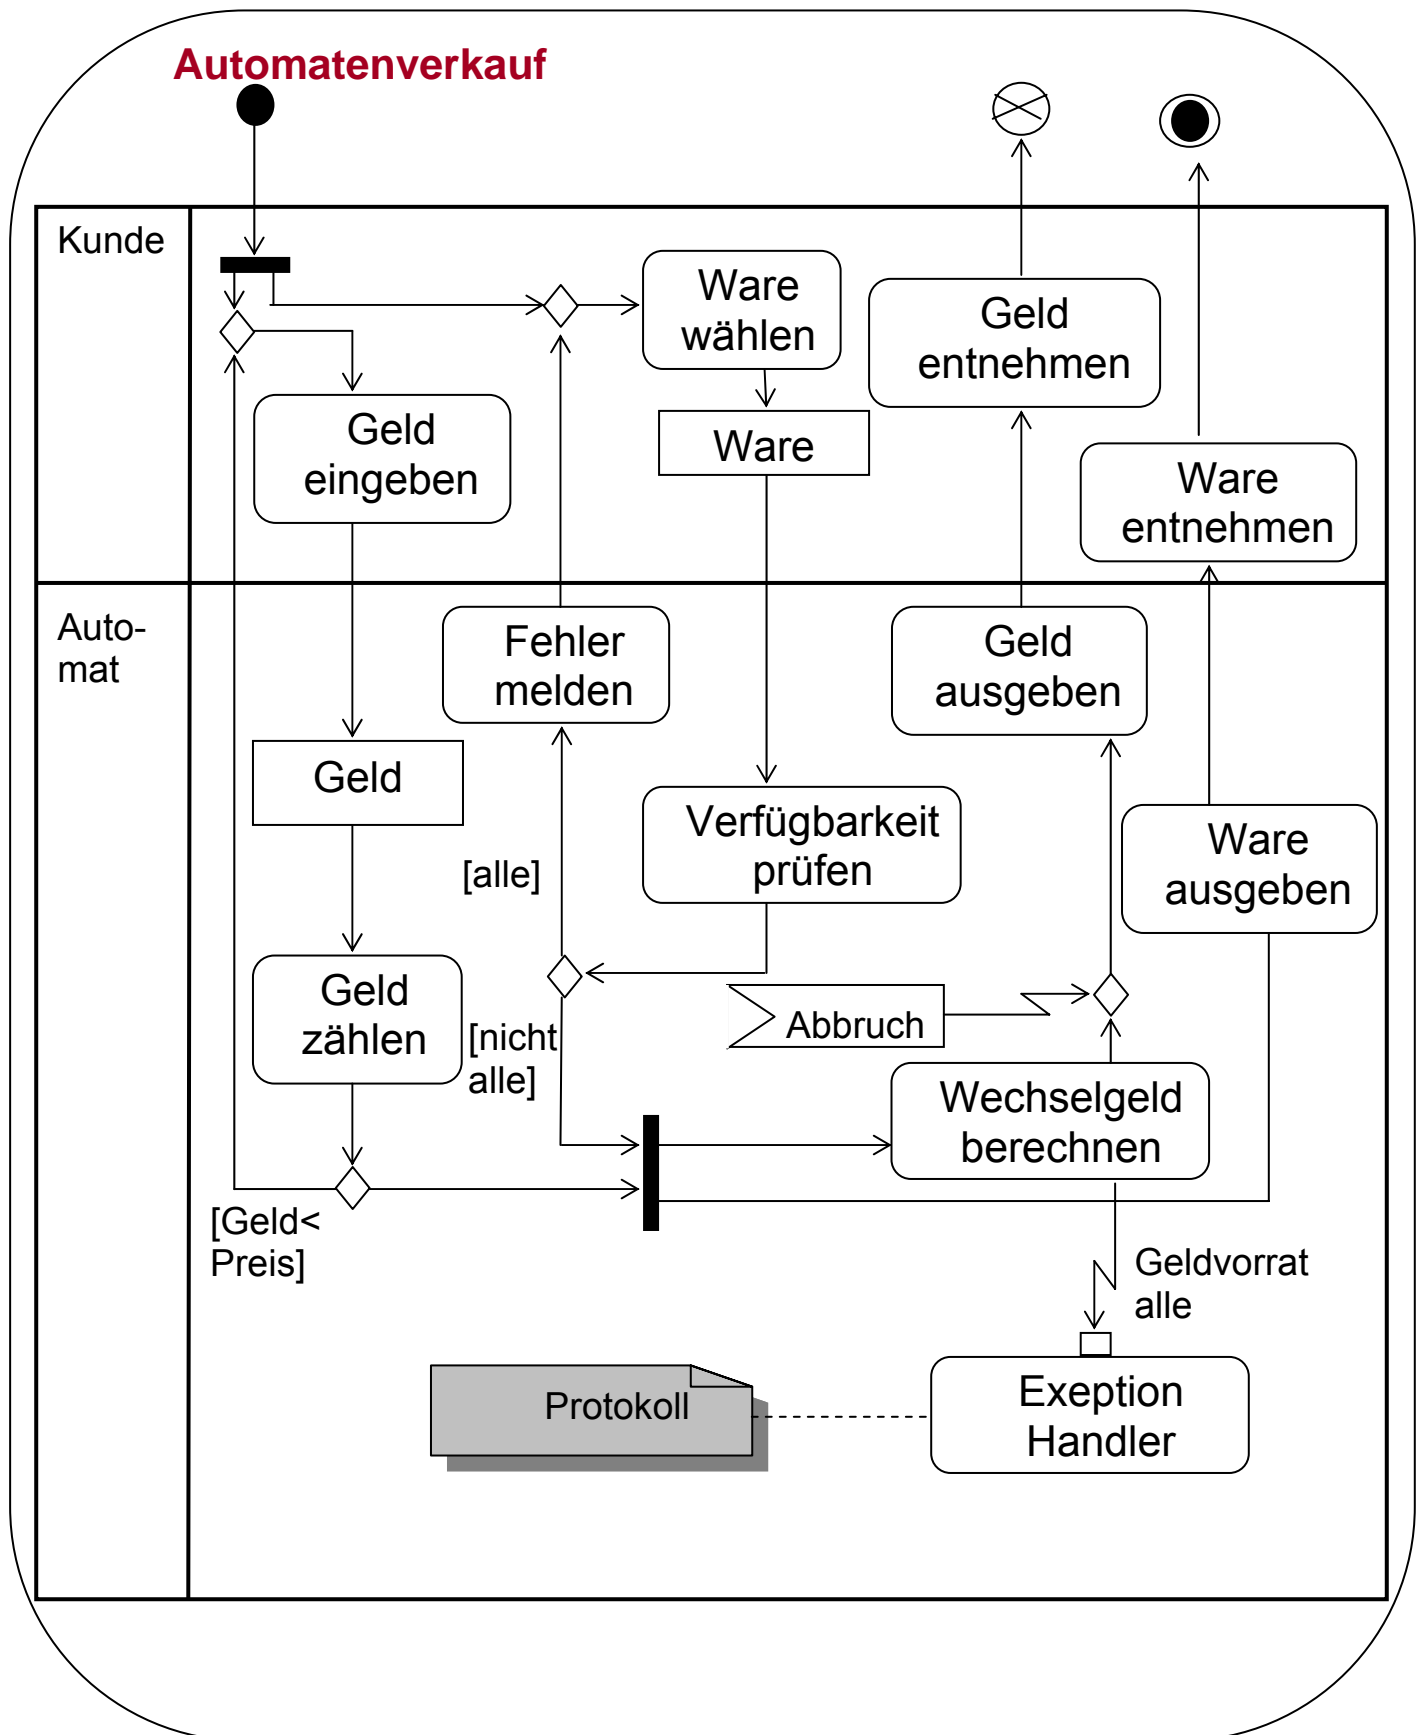 Automatenverkauf
Kunde
Ware
wählen
Geld
entnehmen
Geld
eingeben
Ware
Ware
entnehmen
Auto-
mat
Fehler
melden
Geld
ausgeben
Geld
Verfügbarkeit
prüfen
Ware
ausgeben
[alle]
Geld
zählen
[nicht
alle]
Abbruch
Wechselgeld
berechnen
[Geld<
Preis]
Geldvorrat
alle
Protokoll
Exeption
Handler